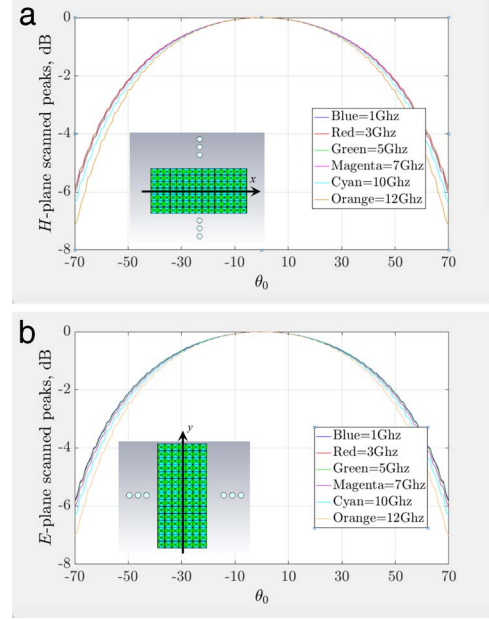 a
H-plane scanned peaks, dB
0
-2
-4
-6
-8
Blue=1Ghz
Red=3Ghz
Green=5Ghz
Magenta=7Ghz
Cyan=10Ghz
Orange=12Ghz
x
-70 -50 -30 -10 10 30 50 70
θ0
b
E-plane scanned peaks, dB
0
-2
-4
-6
-8
y
Blue=1Ghz
Red=3Ghz
Green=5Ghz
Magenta=7Ghz
Cyan=10Ghz
Orange=12Ghz
-70 -50 -30 -10 10 30 50 70
θ0